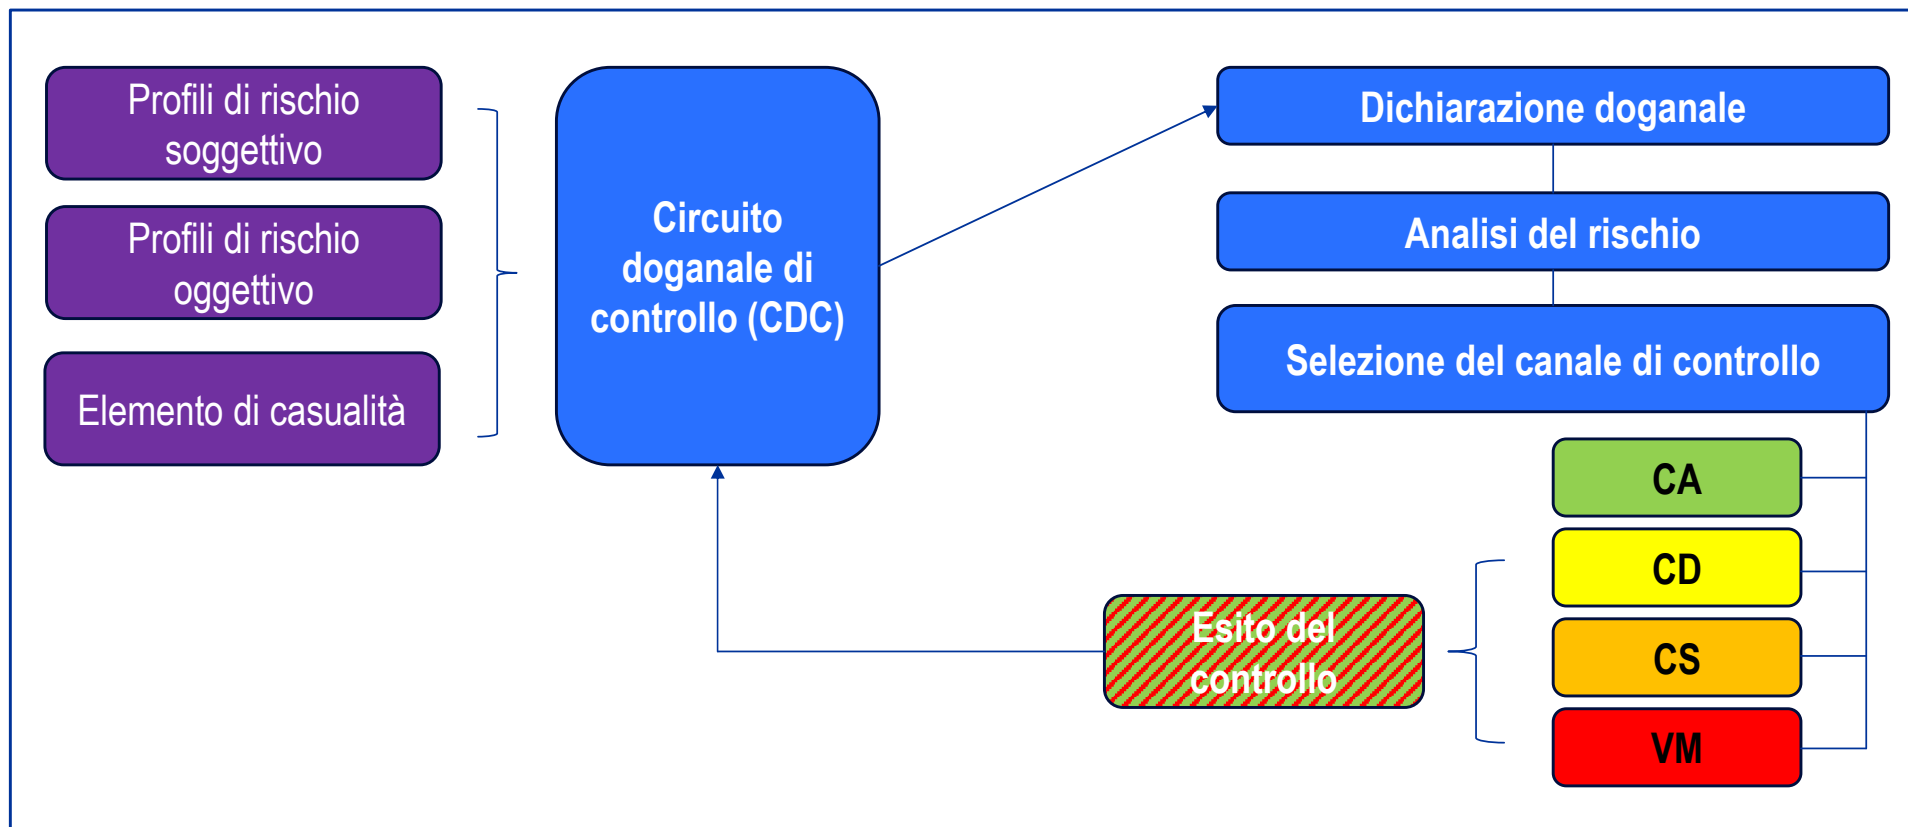 Profili di rischio
soggettivo
Profili di rischio
oggettivo
Elemento di casualità
Circuito
doganale di
controllo (CDC)
Dichiarazione doganale
Analisi del rischio
Selezione del canale di controllo
CA
CD
CS
VM
Esito del
controllo